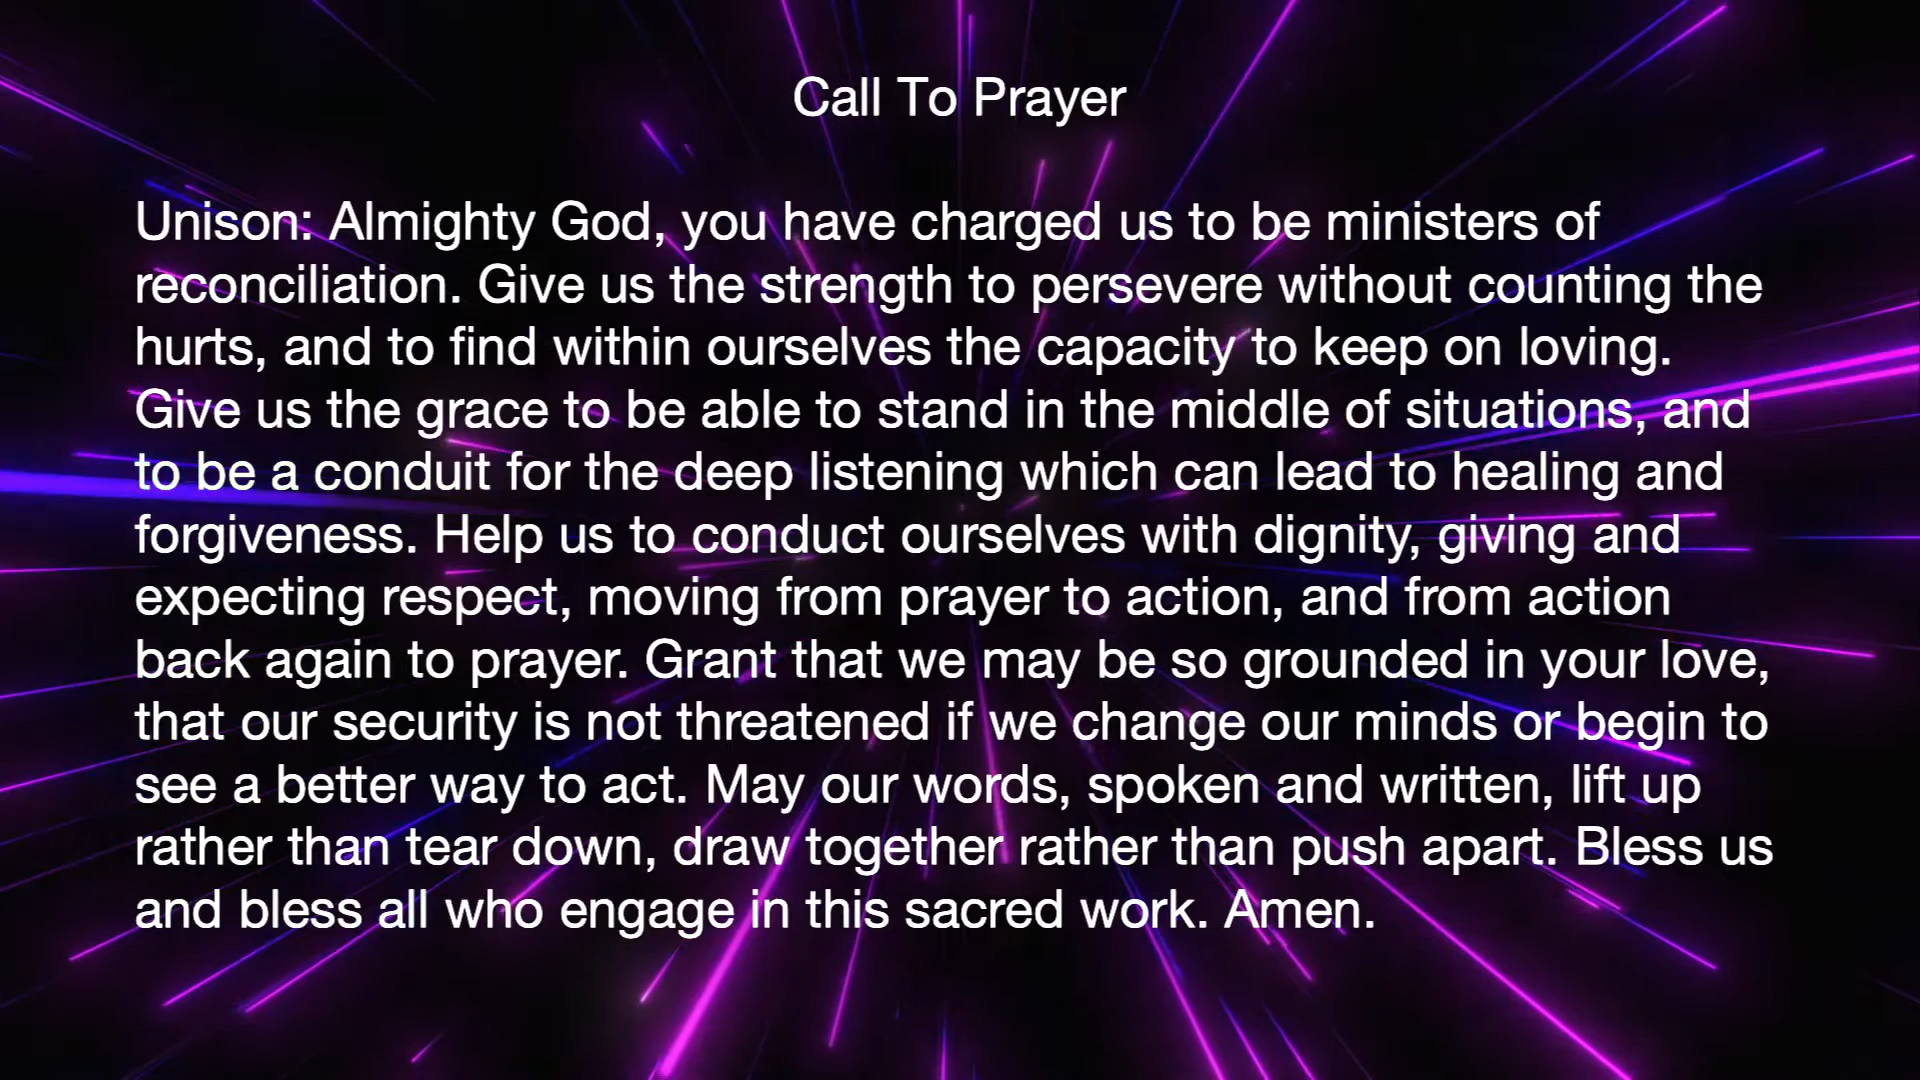 Call To Prayer
Unison: Almighty God, you have charged us to be ministers of
reconciliation. Give us the strength to persevere without counting the
hurts, and to find within ourselves the capacity to keep on loving.
Give us the grace to be able to stand in the middle of situations, and
to be a conduit for the deep listening which can lead to healing and
forgiveness. Help us to conduct ourselves with dignity, giving and
expecting respect, moving from prayer to action, and from action
back again to prayer. Grant that we may be so grounded in your love,
that our security is not threatened if we change our minds or begin to
see a better way to act. May our words, spoken and written, lift up
rather than tear down, draw together rather than push apart. Bless us
and bless all who engage in this sacred work. Amen.